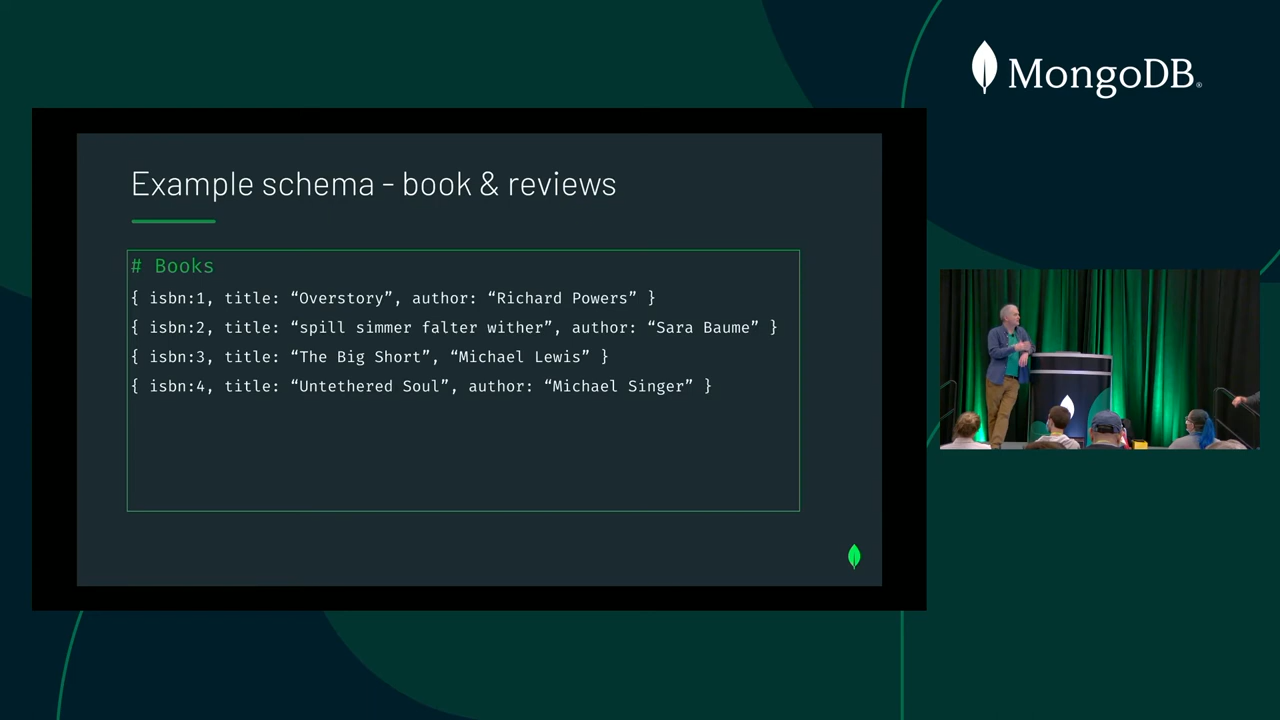 MongoDB®
Example schema - book & reviews
# Books
{ isbn:1, title: “Overstory”, author: “Richard Powers” }
{ isbn:2, title: “spill simmer falter wither”, author: “Sara Baume” }
{ isbn:3, title: “The Big Short”, “Michael Lewis” }
{ isbn:4, title: “Untethered Soul”, author: “Michael Singer” }